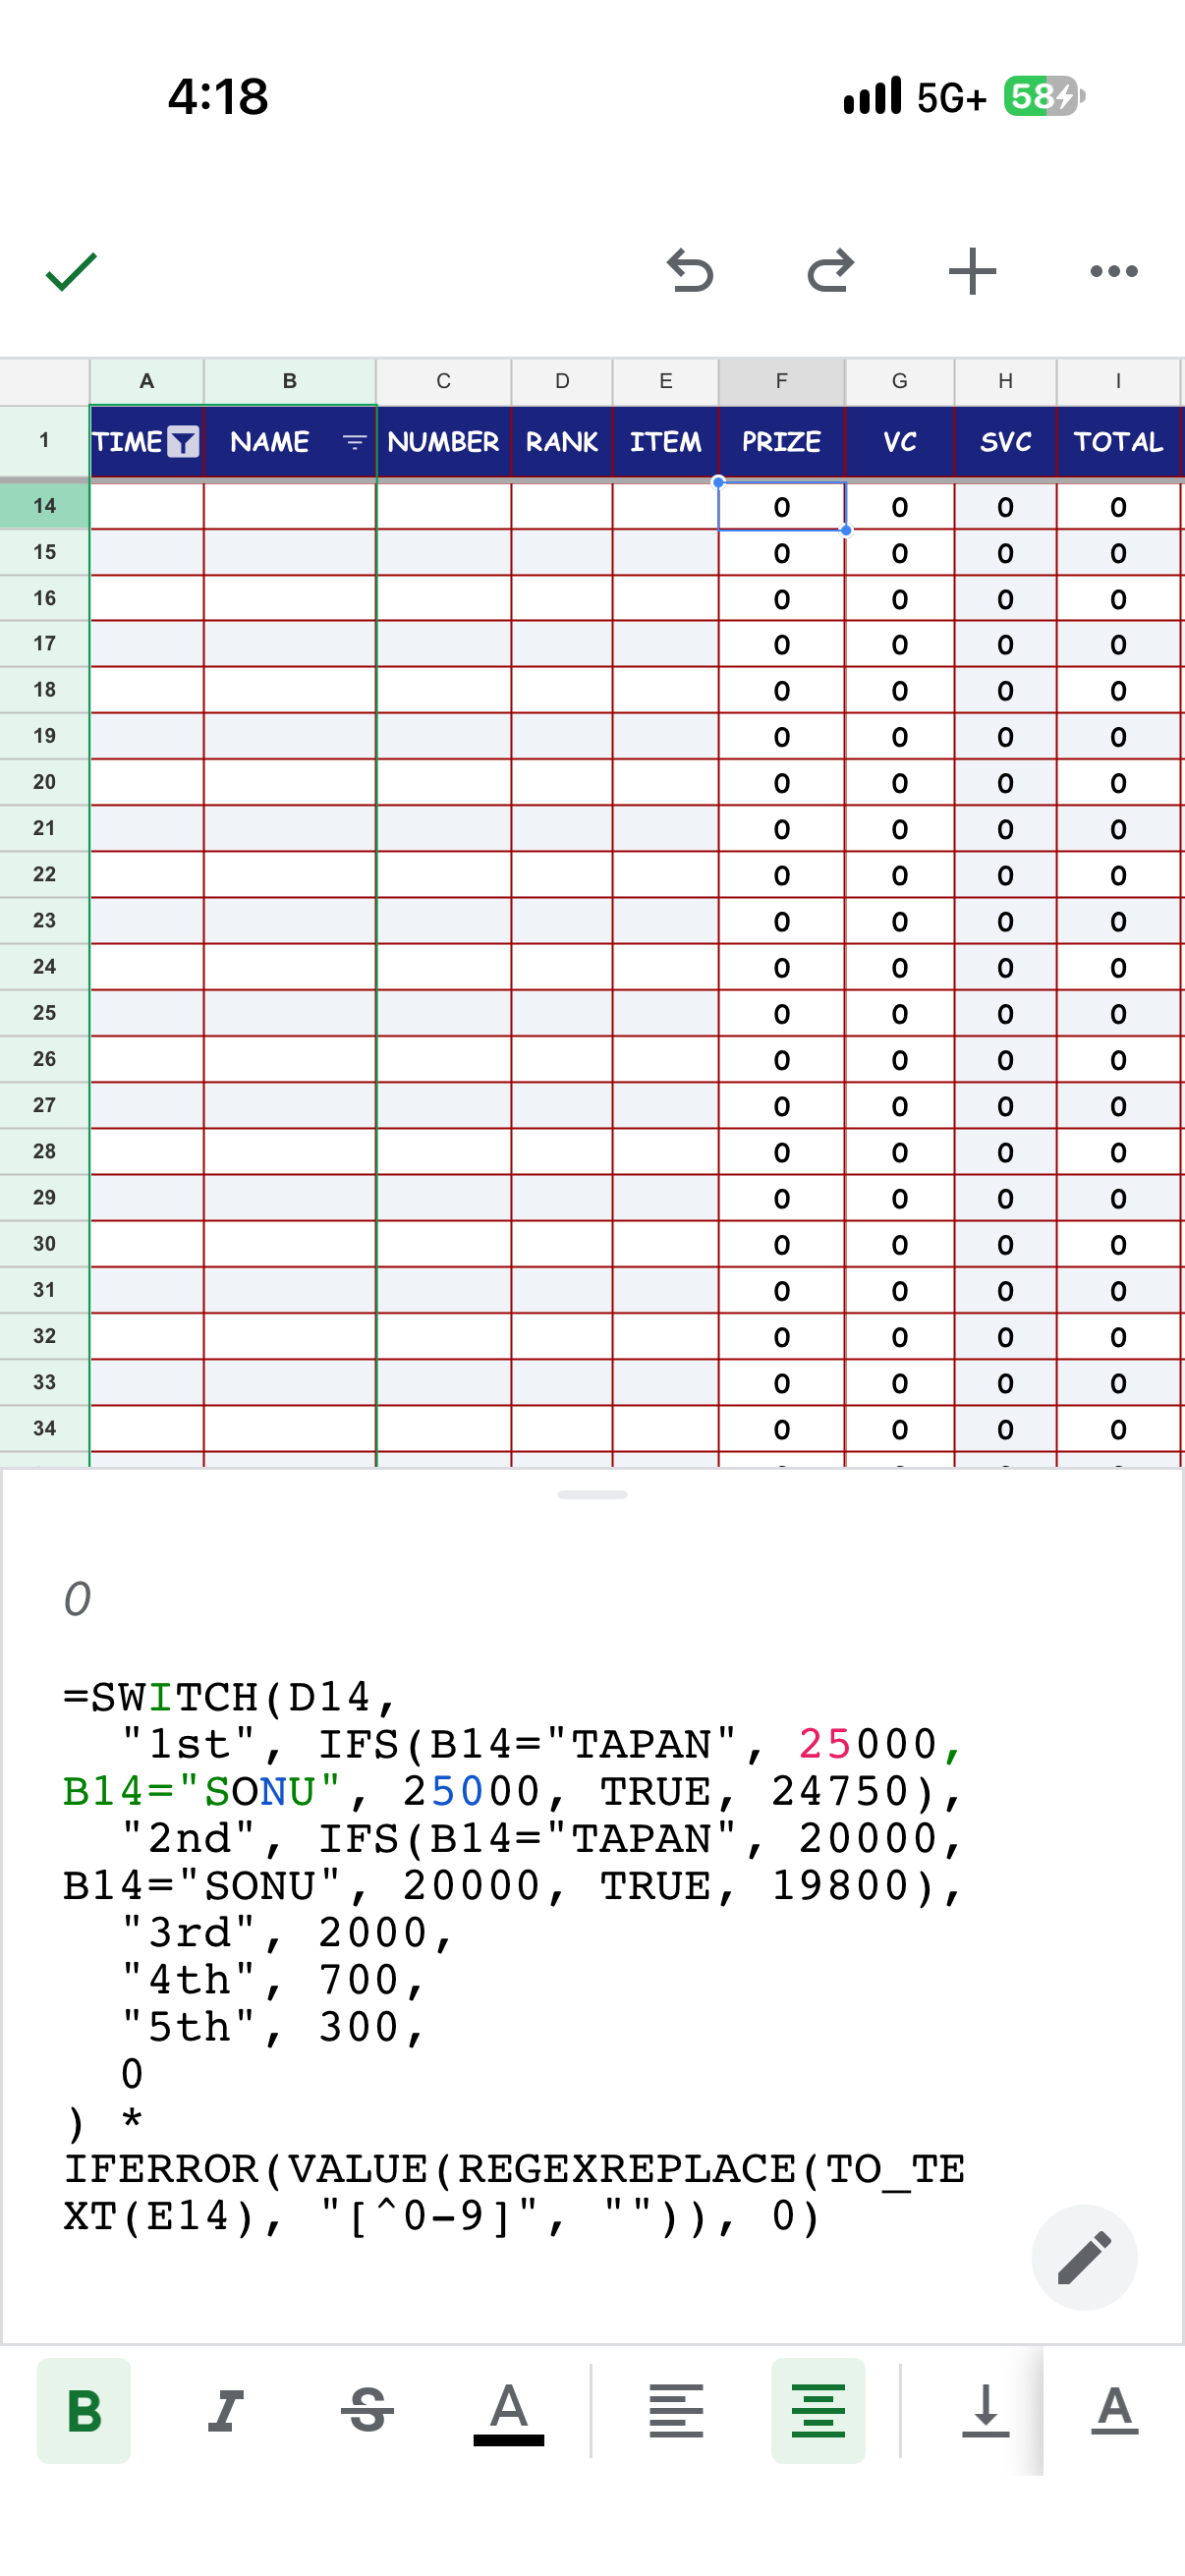 4:18 5G+ 58
A B C D E F G H I
1 TIME NAME NUMBER RANK ITEM PRIZE VC SVC TOTAL
14 0 0 0 0
15 0 0 0 0
16 0 0 0 0
17 0 0 0 0
18 0 0 0 0
19 0 0 0 0
20 0 0 0 0
21 0 0 0 0
22 0 0 0 0
23 0 0 0 0
24 0 0 0 0
25 0 0 0 0
26 0 0 0 0
27 0 0 0 0
28 0 0 0 0
29 0 0 0 0
30 0 0 0 0
31 0 0 0 0
32 0 0 0 0
33 0 0 0 0
34 0 0 0 0
0
=SWITCH(D14,
"1st", IFS(B14="TAPAN", 25000,
B14="SONU", 25000, TRUE, 24750),
"2nd", IFS(B14="TAPAN", 20000,
B14="SONU", 20000, TRUE, 19800),
"3rd", 2000,
"4th", 700,
"5th", 300,
0
) *
IFERROR(VALUE(REGEXREPLACE(TO_TE
XT(E14), "[^0-9]", "")), 0)
B I S A A